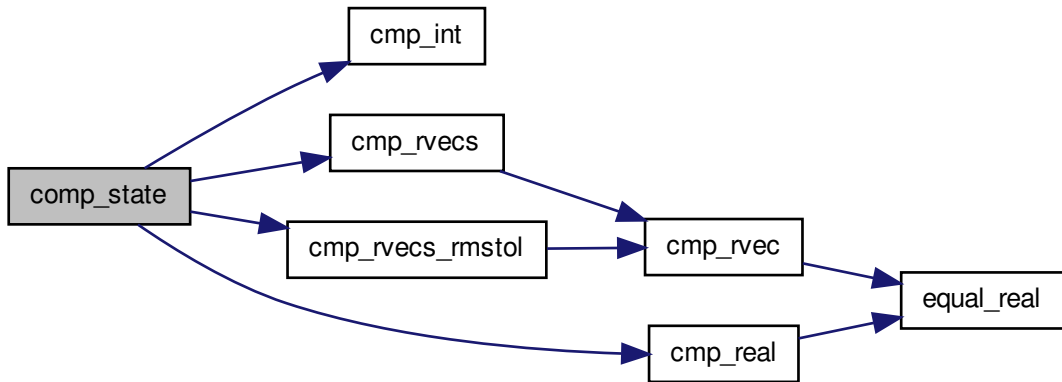 cmp_int
cmp_rvecs
comp_state
cmp_rvecs_rmstol
cmp_rvec
equal_real
cmp_real